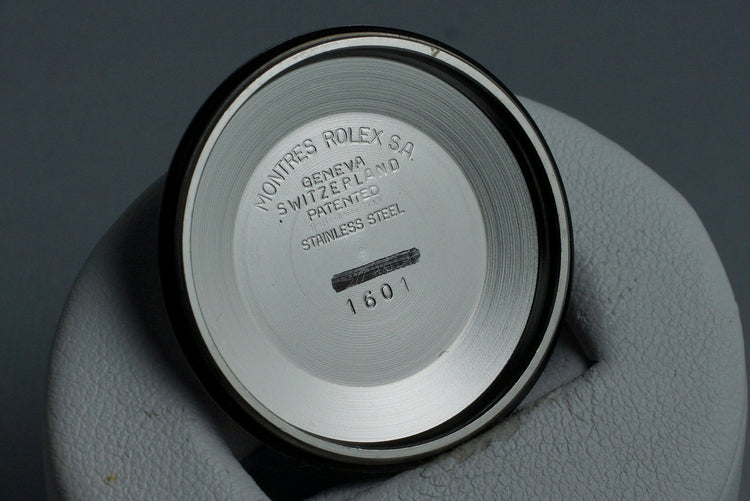 MONTRES ROLEX S.A.
GENEVA
SWITZERLAND
PATENTED
STAINLESS STEEL
1601